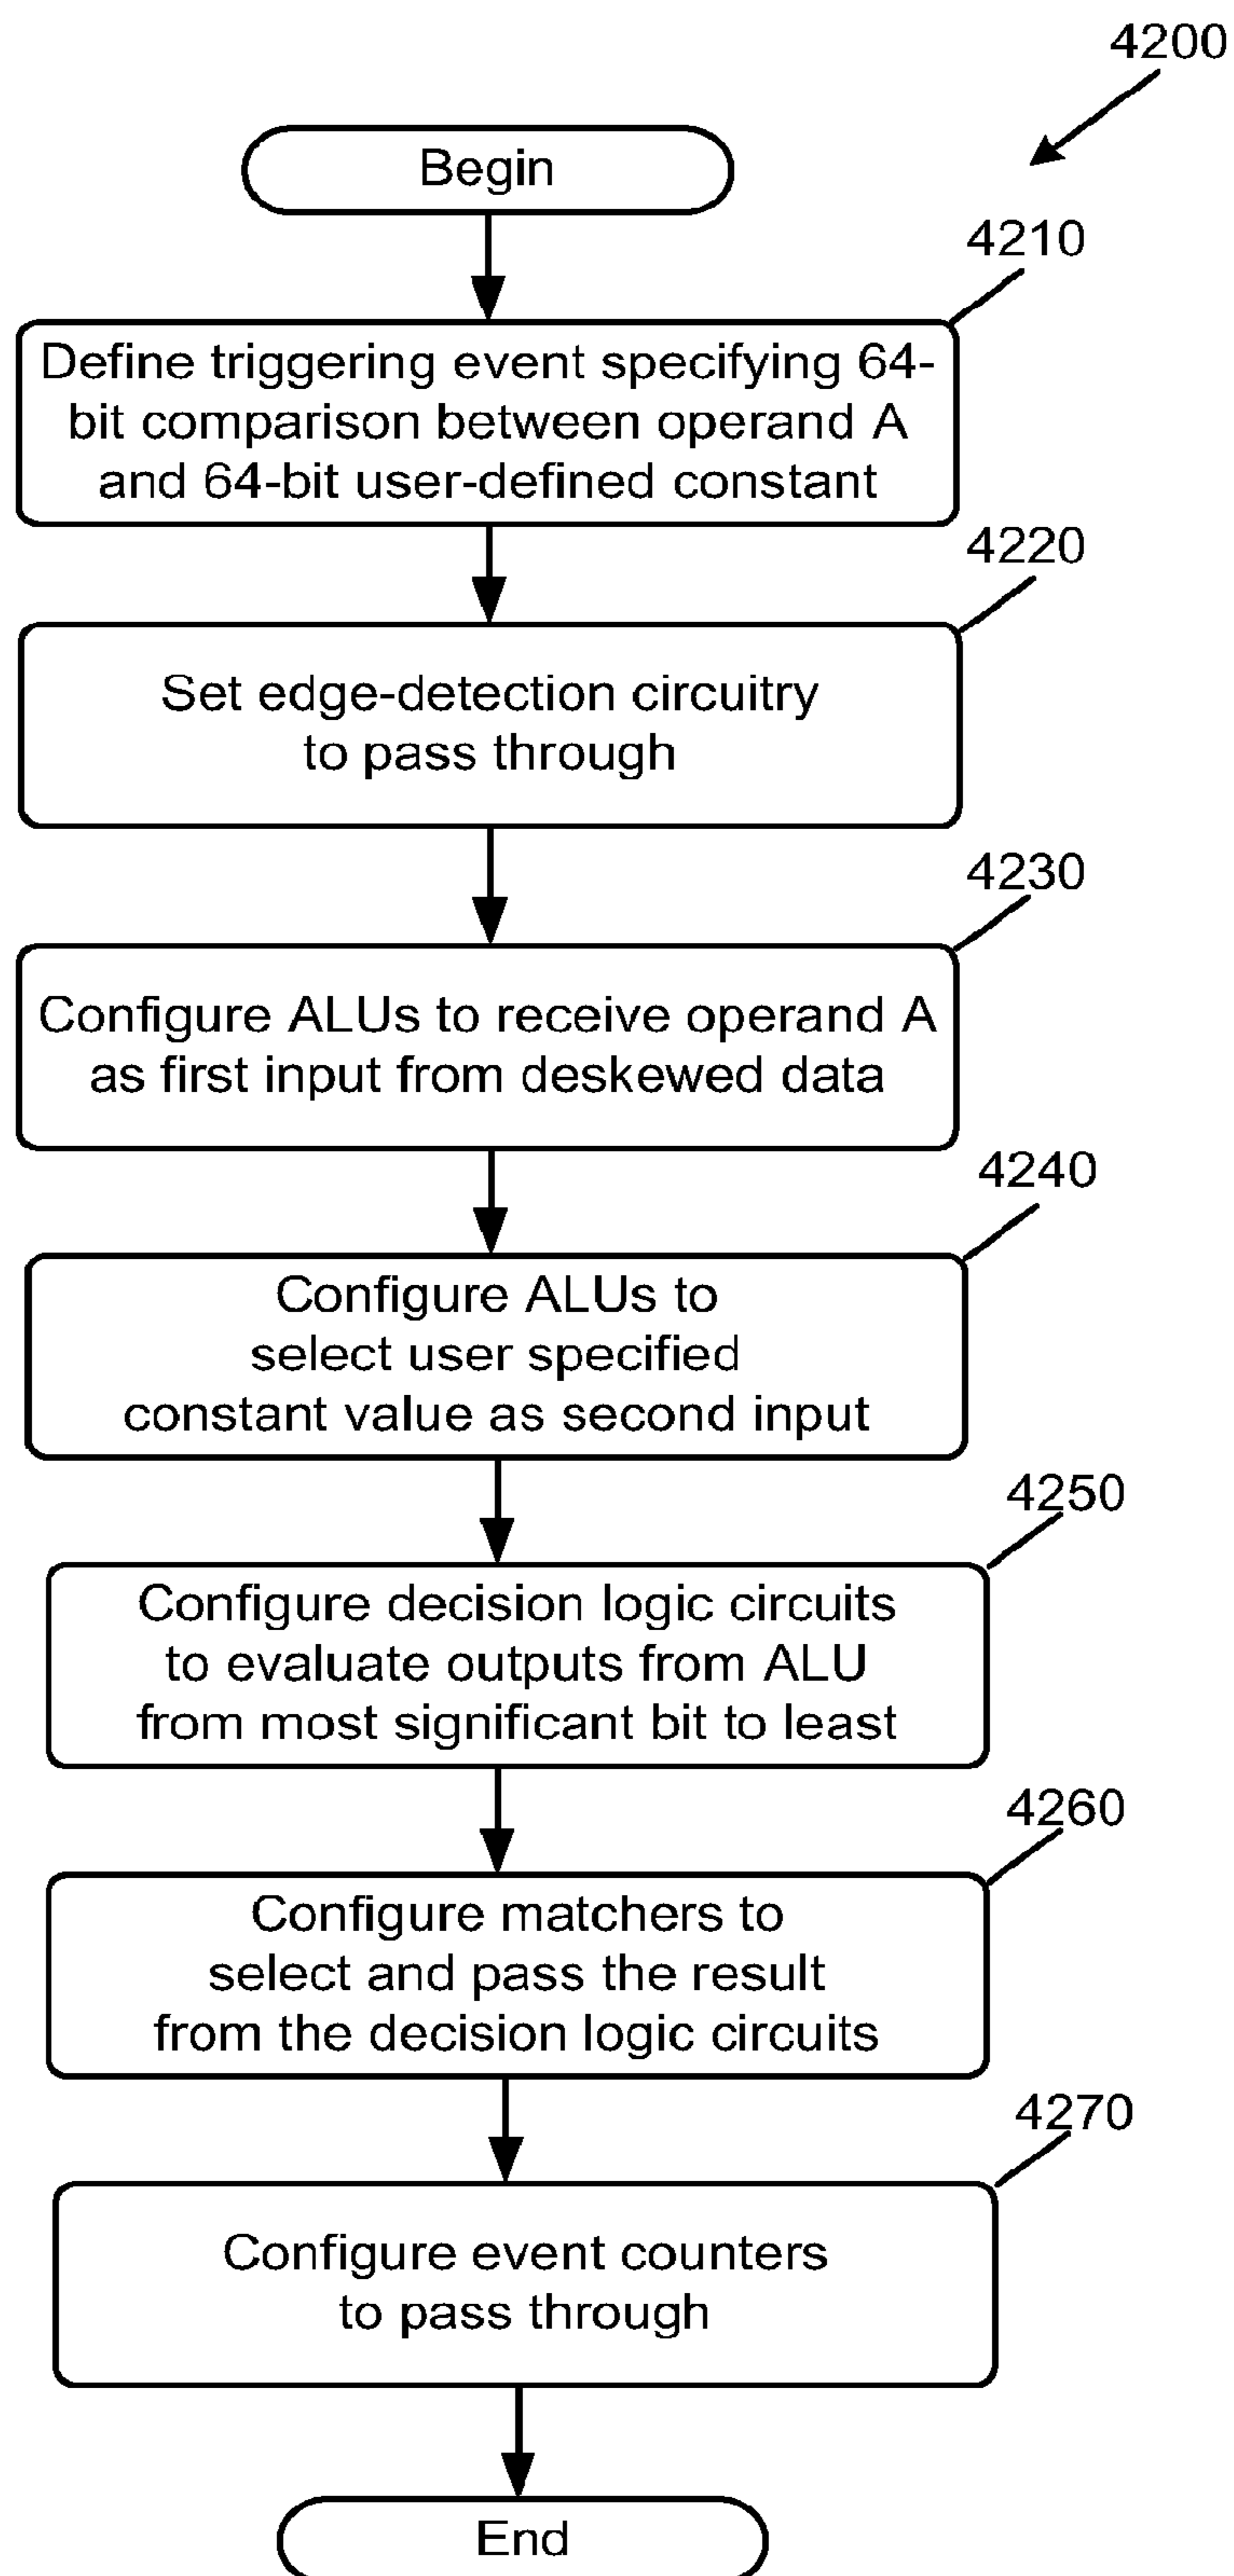 4200
Begin
4210
Define triggering event specifying 64-
bit comparison between operand A
and 64-bit user-defined constant
4220
Set edge-detection circuitry
to pass through
4230
Configure ALUs to receive operand A
as first input from deskewed data
4240
Configure ALUs to
select user specified
constant value as second input
4250
Configure decision logic circuits
to evaluate outputs from ALU
from most significant bit to least
4260
Configure matchers to
select and pass the result
from the decision logic circuits
4270
Configure event counters
to pass through
End